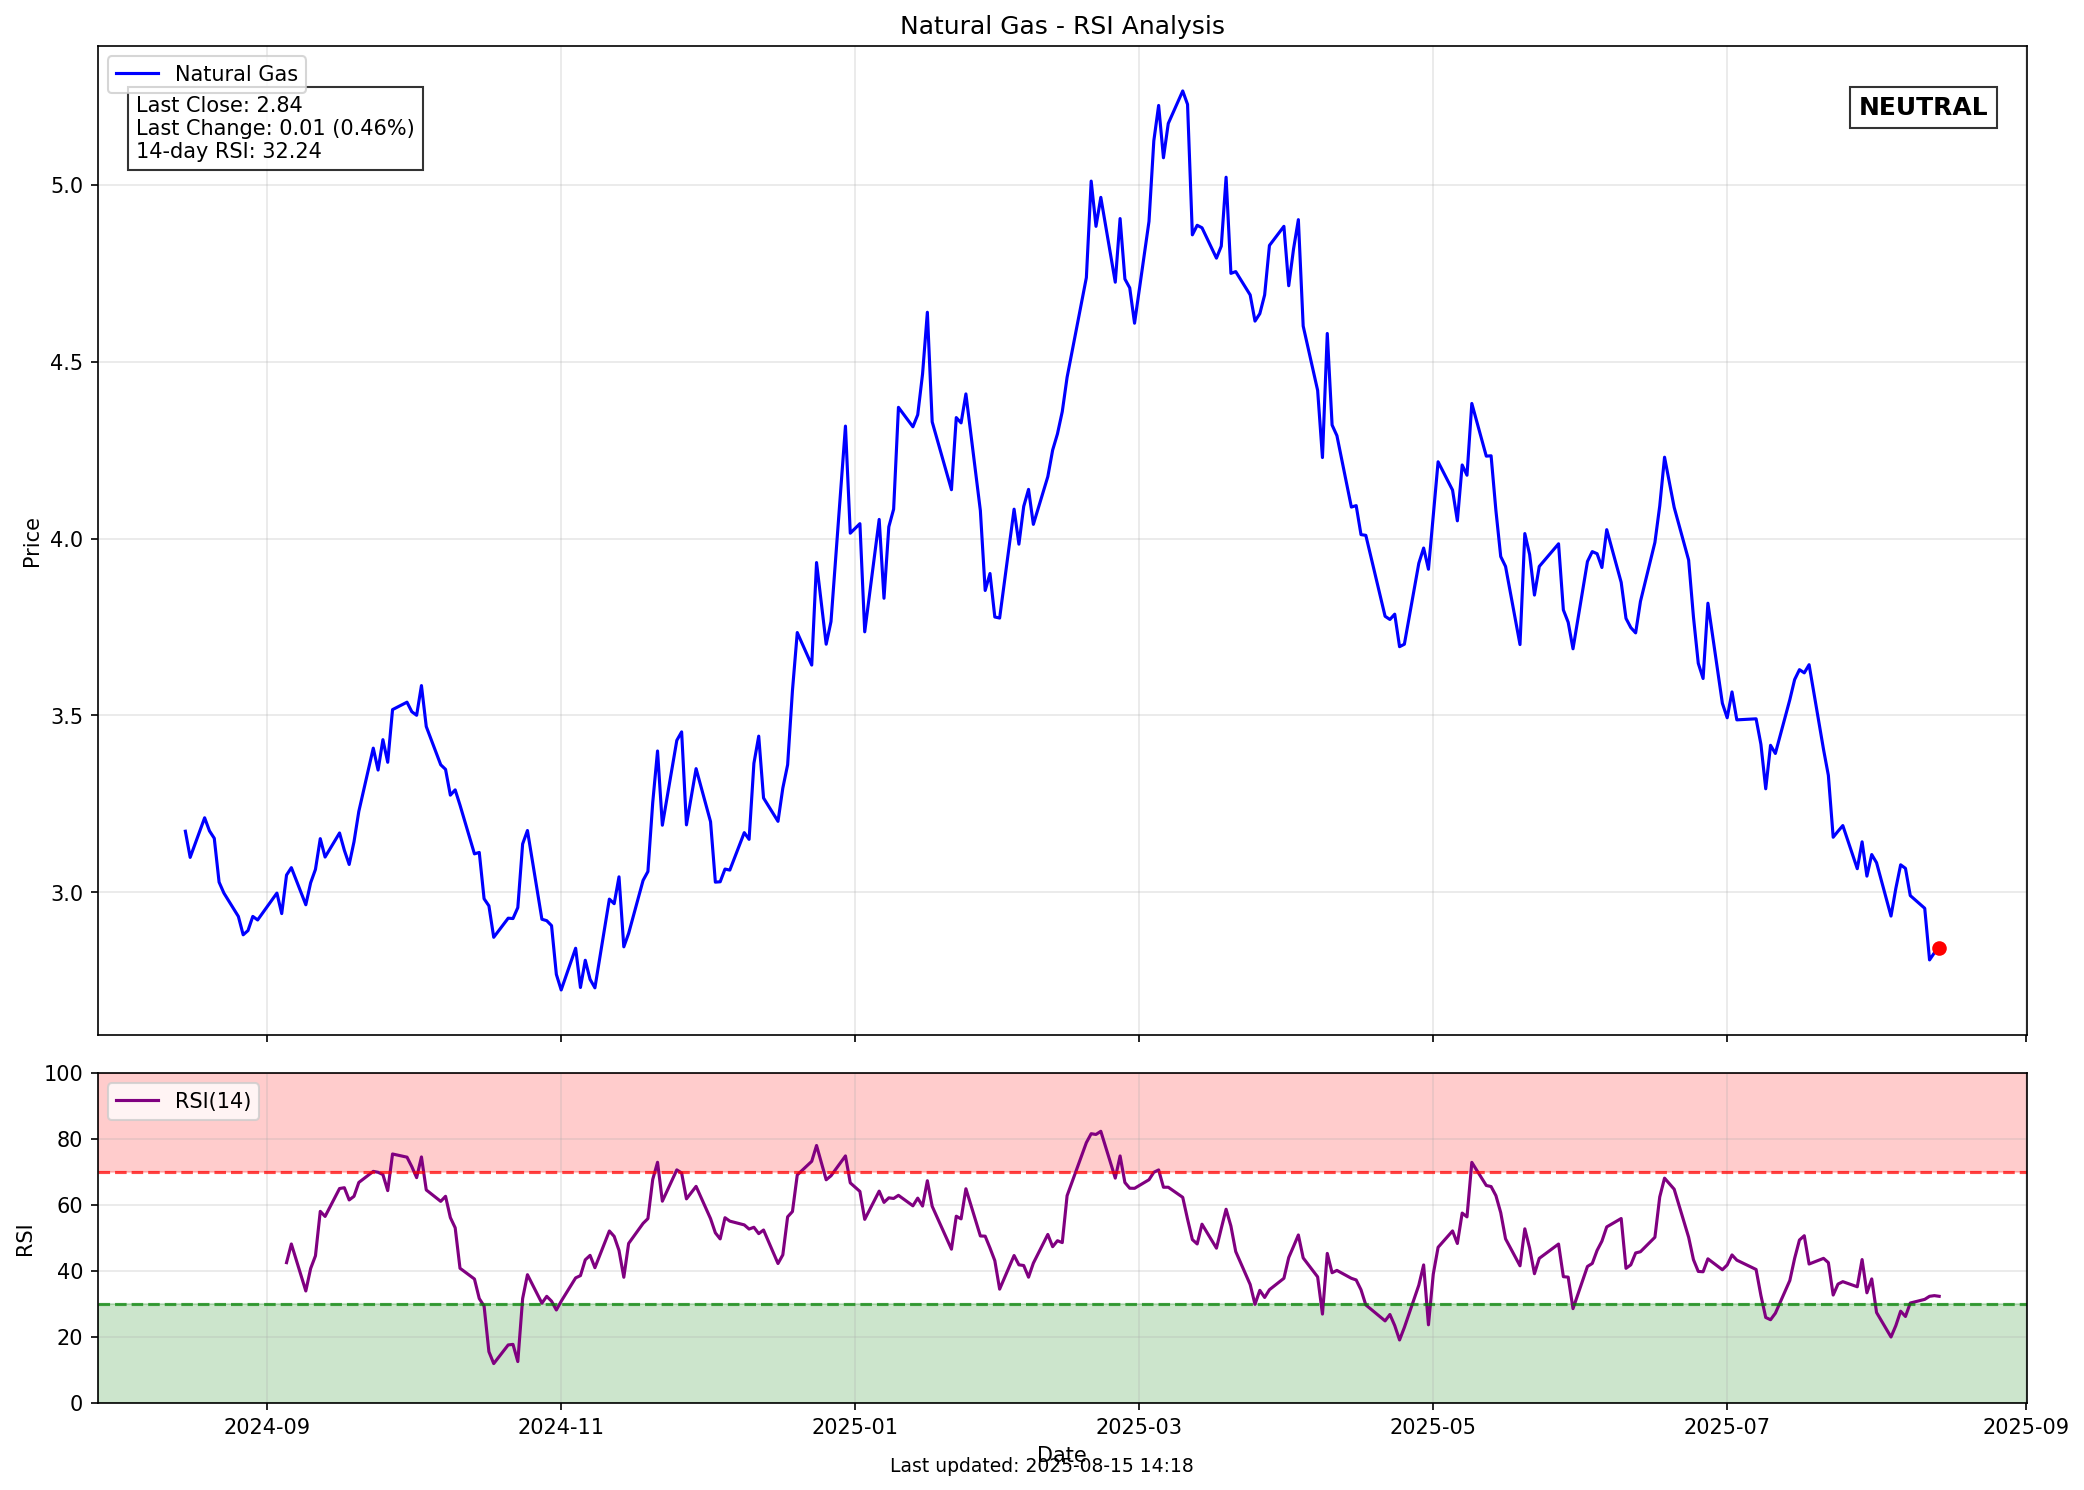 Natural Gas - RSI Analysis
Natural Gas
Last Close: 2.84
Last Change: 0.01 (0.46%)
14-day RSI: 32.24
NEUTRAL
Price
5.0
4.5
4.0
3.5
3.0
RSI(14)
RSI
100
80
60
40
20
0
2024-09
2024-11
2025-01
2025-03
2025-05
2025-07
2025-09
Date
Last updated: 2025-08-15 14:18